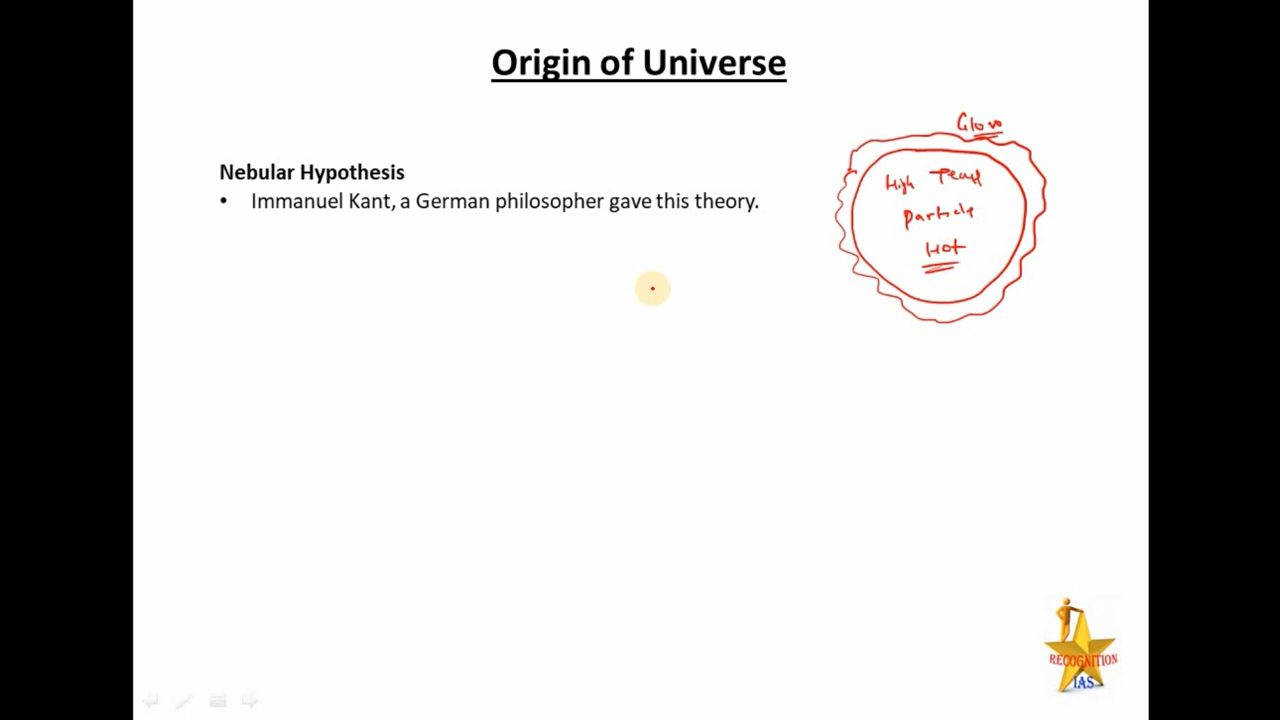 Origin of Universe
Glow
Nebular Hypothesis
• Immanuel Kant, a German philosopher gave this theory.
High
Particle
Hot
RECOGNITION
IAS